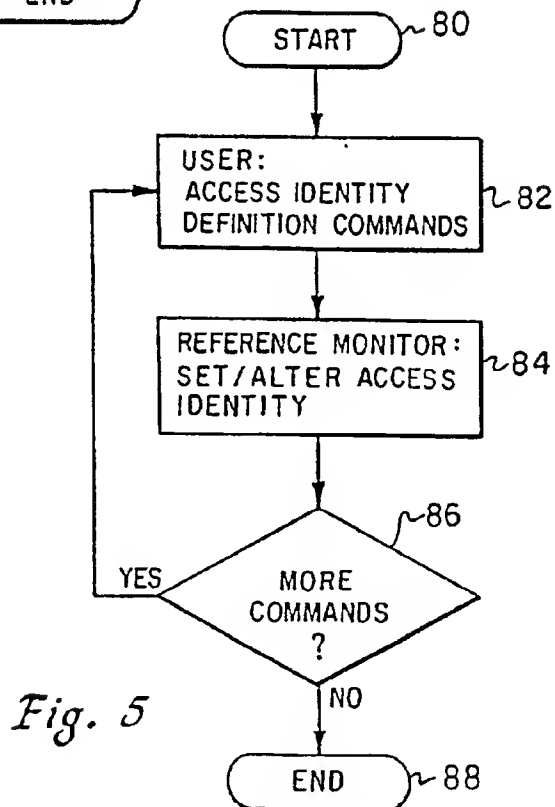 END
START
80
USER:
ACCESS IDENTITY
DEFINITION COMMANDS
82
REFERENCE MONITOR:
SET/ALTER ACCESS
IDENTITY
84
86
YES
MORE
COMMANDS
?
NO
Fig. 5
END
88